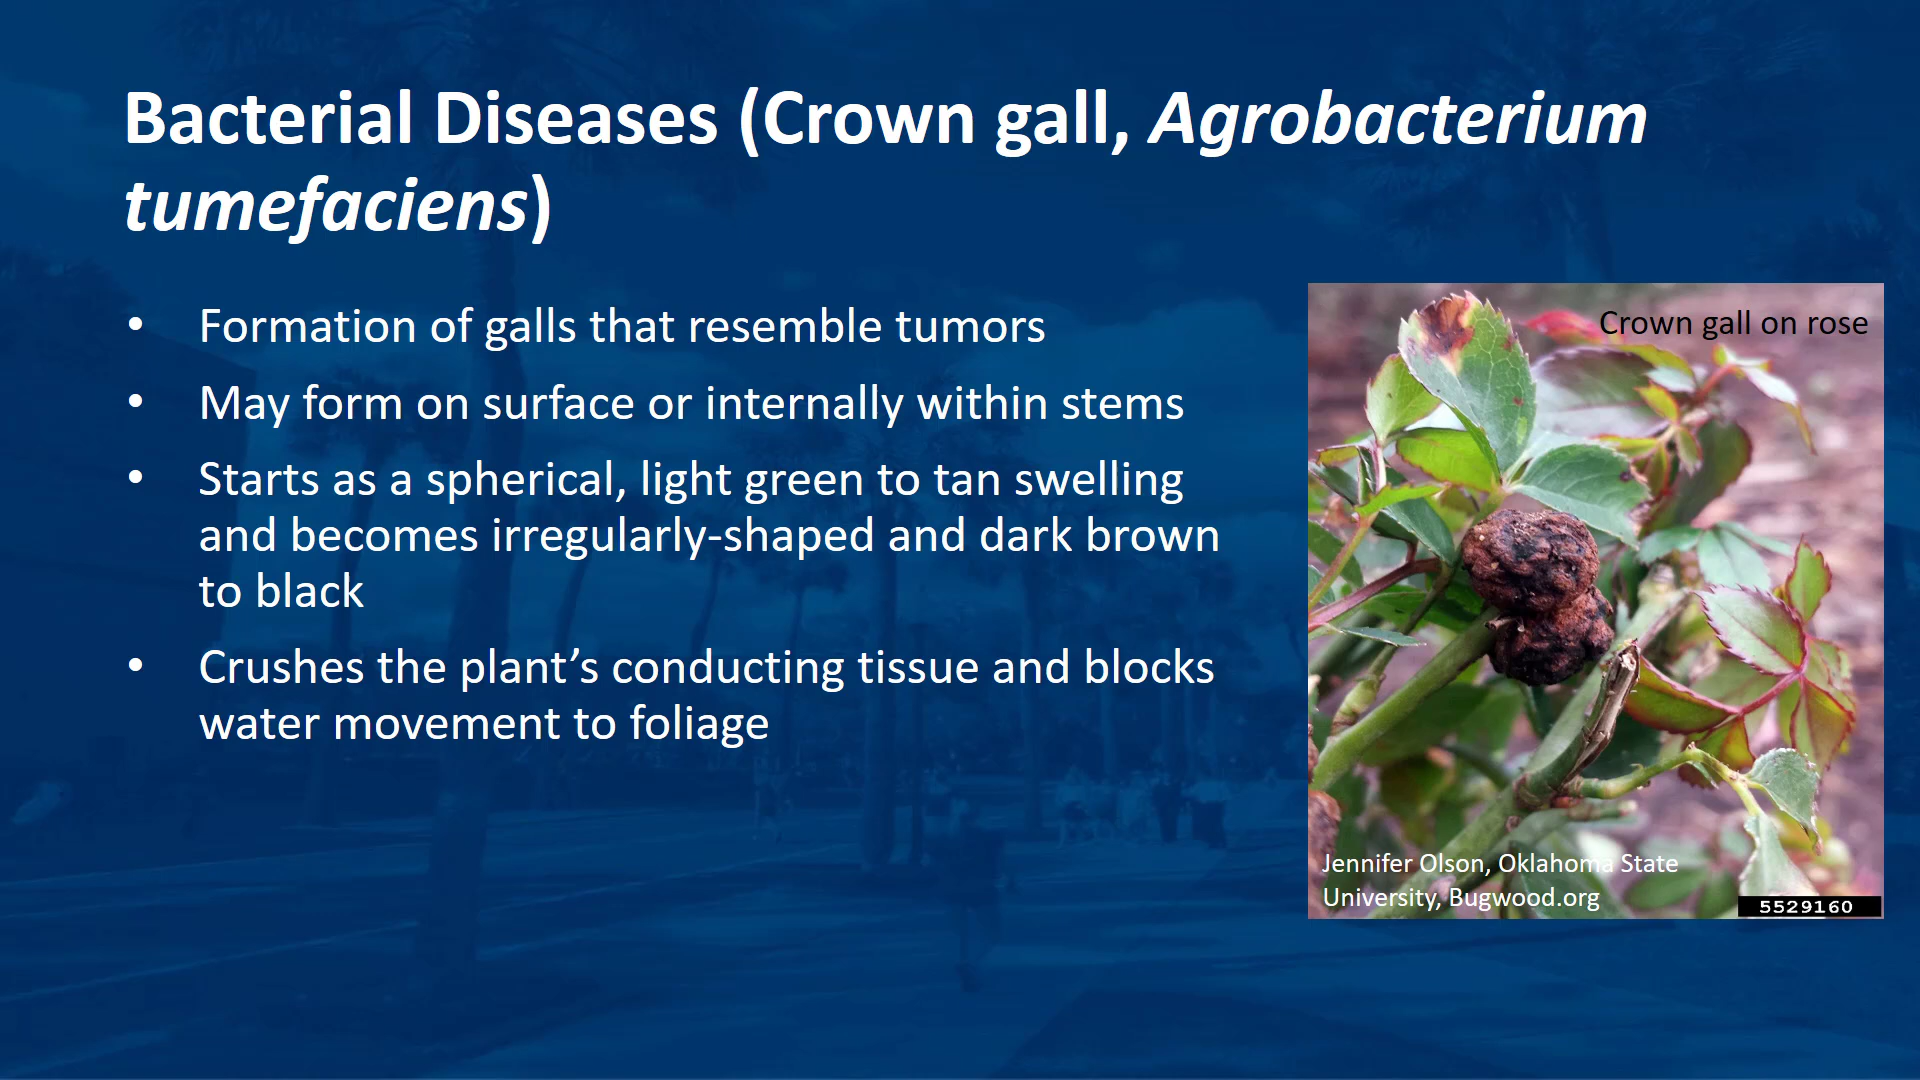 Bacterial Diseases (Crown gall, Agrobacterium
tumefaciens)
• Formation of galls that resemble tumors
• May form on surface or internally within stems
• Starts as a spherical, light green to tan swelling
and becomes irregularly-shaped and dark brown
to black
• Crushes the plant’s conducting tissue and blocks
water movement to foliage
Crown gall on rose
Jennifer Olson, Oklahoma State
University, Bugwood.org
5529160